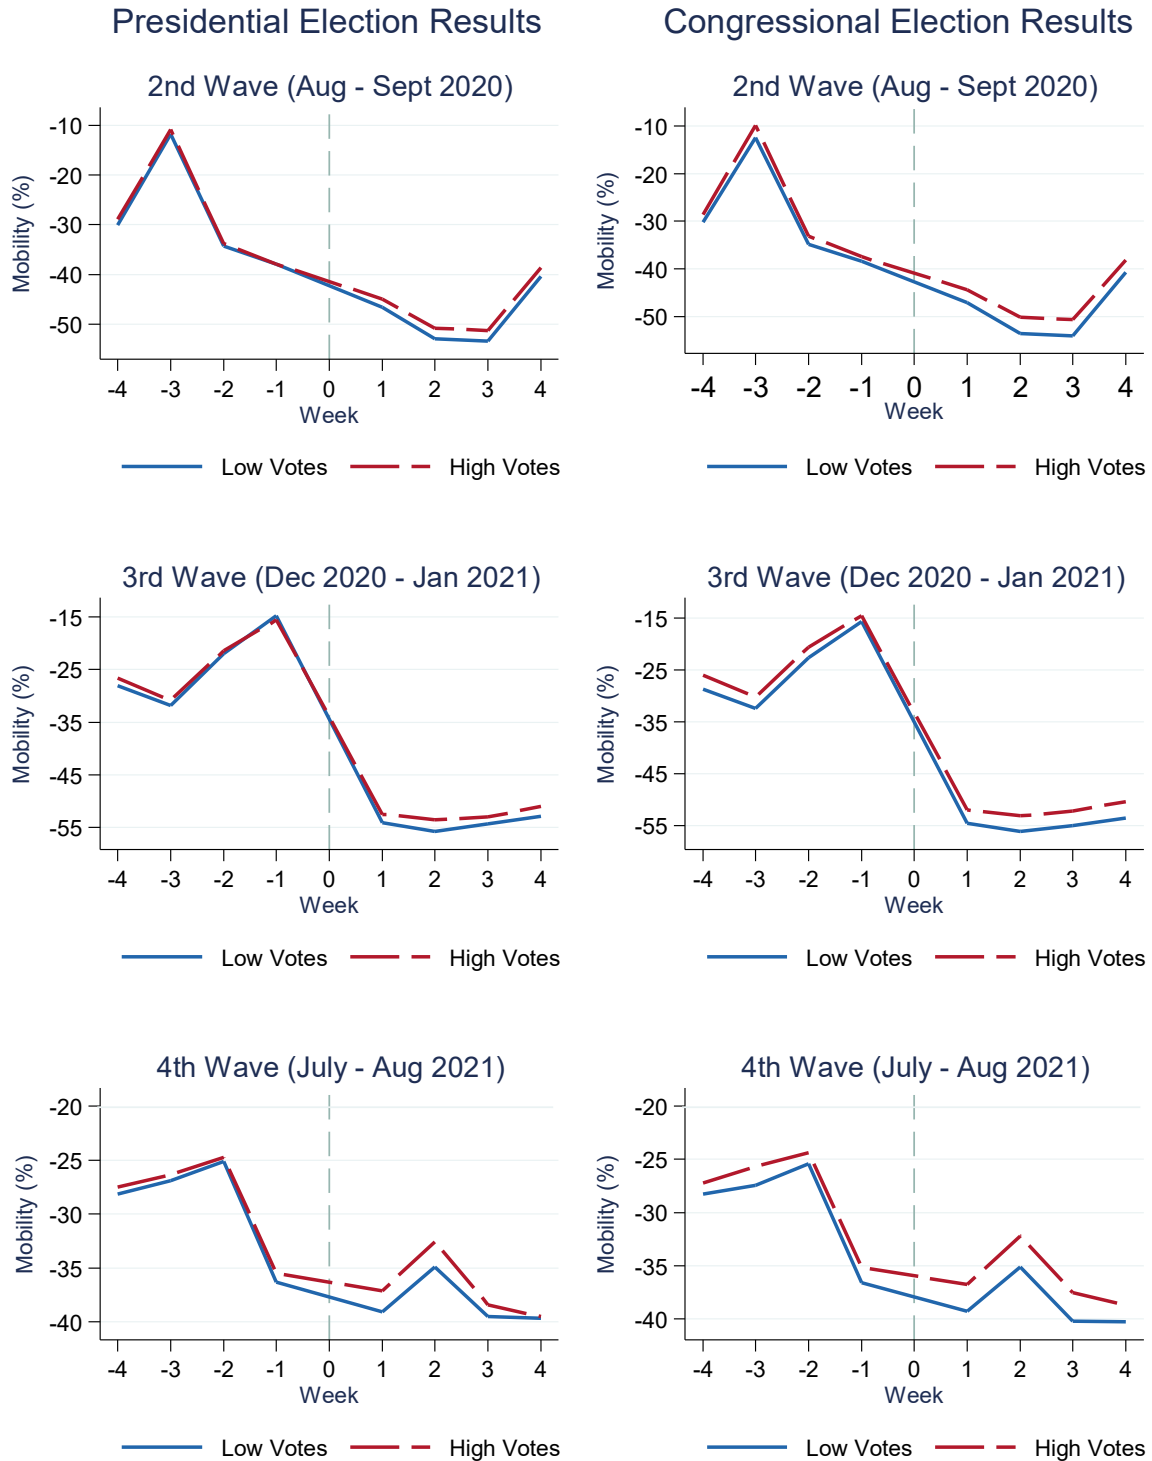 Presidential Election Results
Congressional Election Results
2nd Wave (Aug - Sept 2020)
Mobility (%)
-10
-20
-30
-40
-50
-4 -3 -2 -1 0 1 2 3 4
Week
Low Votes High Votes
2nd Wave (Aug - Sept 2020)
Mobility (%)
-10
-20
-30
-40
-50
-4 -3 -2 -1 0 1 2 3 4
Week
Low Votes High Votes
3rd Wave (Dec 2020 - Jan 2021)
Mobility (%)
-15
-25
-35
-45
-55
-4 -3 -2 -1 0 1 2 3 4
Week
Low Votes High Votes
3rd Wave (Dec 2020 - Jan 2021)
Mobility (%)
-15
-25
-35
-45
-55
-4 -3 -2 -1 0 1 2 3 4
Week
Low Votes High Votes
4th Wave (July - Aug 2021)
Mobility (%)
-20
-25
-30
-35
-40
-4 -3 -2 -1 0 1 2 3 4
Week
Low Votes High Votes
4th Wave (July - Aug 2021)
Mobility (%)
-20
-25
-30
-35
-40
-4 -3 -2 -1 0 1 2 3 4
Week
Low Votes High Votes